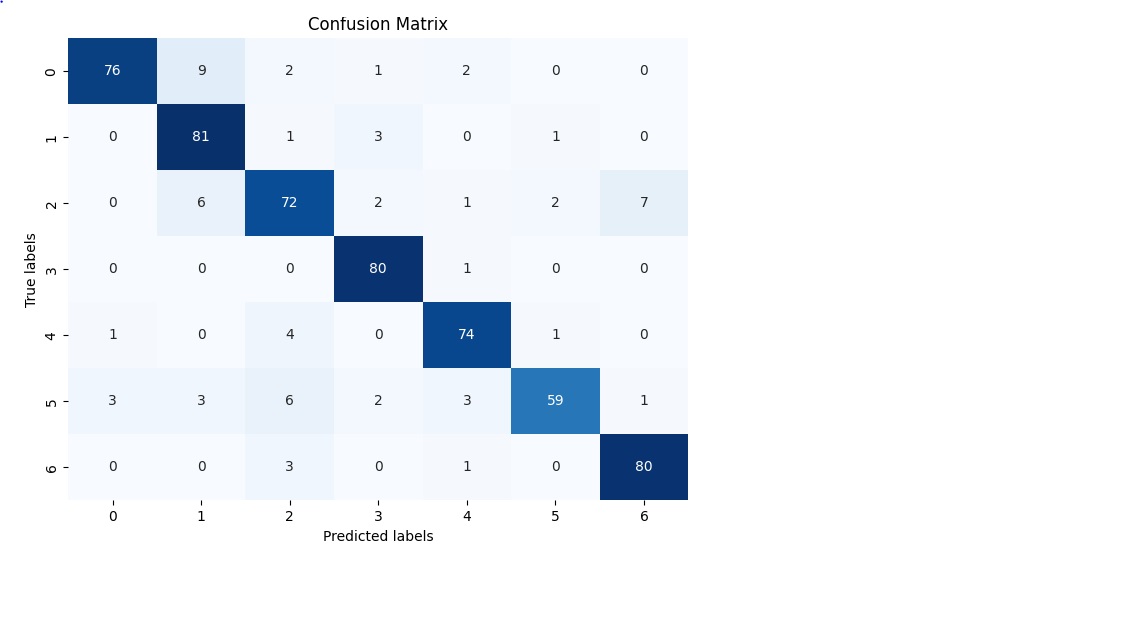 Confusion Matrix
0 76 9 2 1 2 0 0
1 0 81 1 3 0 1 0
2 0 6 72 2 1 2 7
3 0 0 0 80 1 0 0
4 1 0 4 0 74 1 0
5 3 3 6 2 3 59 1
6 0 0 3 0 1 0 80
0 1 2 3 4 5 6
Predicted labels
True labels